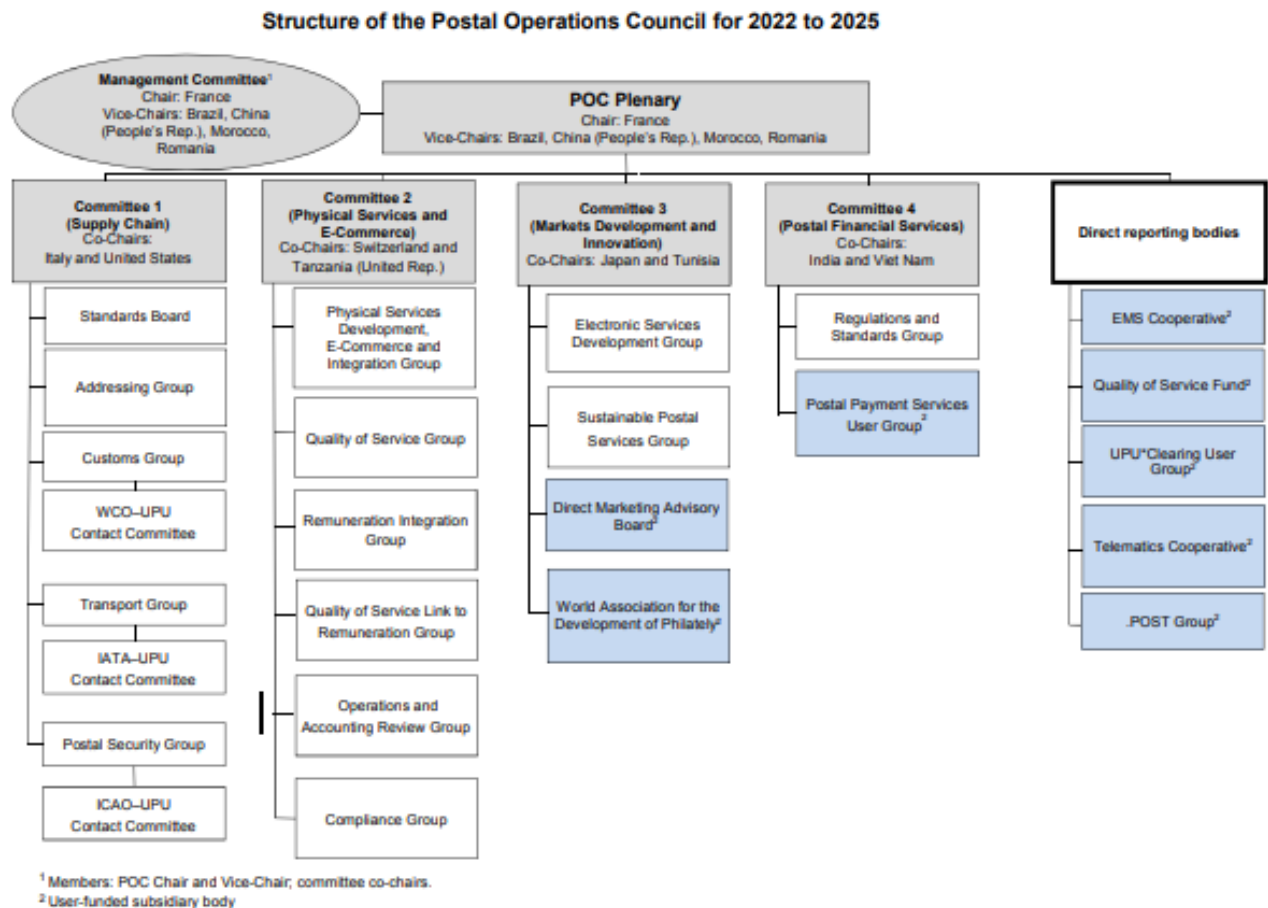 Structure of the Postal Operations Council for 2022 to 2025
Management Committee¹
Chair: France
Vice-Chairs: Brazil, China
(People's Rep.), Morocco,
Romania
POC Plenary
Chair: France
Vice-Chairs: Brazil, China (People's Rep.), Morocco, Romania
Committee 1
(Supply Chain)
Co-Chairs:
Italy and United States
Standards Board
Addressing Group
Customs Group
WCO–UPU
Contact Committee
Transport Group
IATA–UPU
Contact Committee
Postal Security Group
ICAO–UPU
Contact Committee
Committee 2
(Physical Services and
E-Commerce)
Co-Chairs: Switzerland and
Tanzania (United Rep.)
Physical Services
Development,
E-Commerce and
Integration Group
Quality of Service Group
Remuneration Integration
Group
Quality of Service Link to
Remuneration Group
Operations and
Accounting Review Group
Compliance Group
Committee 3
(Markets Development and
Innovation)
Co-Chairs: Japan and Tunisia
Electronic Services
Development Group
Sustainable Postal
Services Group
Direct Marketing Advisory
Board²
World Association for the
Development of Philately²
Committee 4
(Postal Financial Services)
Co-Chairs:
India and Viet Nam
Regulations and
Standards Group
Postal Payment Services
User Group²
Direct reporting bodies
EMS Cooperative²
Quality of Service Fund²
UPU*Clearing User
Group²
Telematics Cooperative²
.POST Group²
¹ Members: POC Chair and Vice-Chair; committee co-chairs.
² User-funded subsidiary body